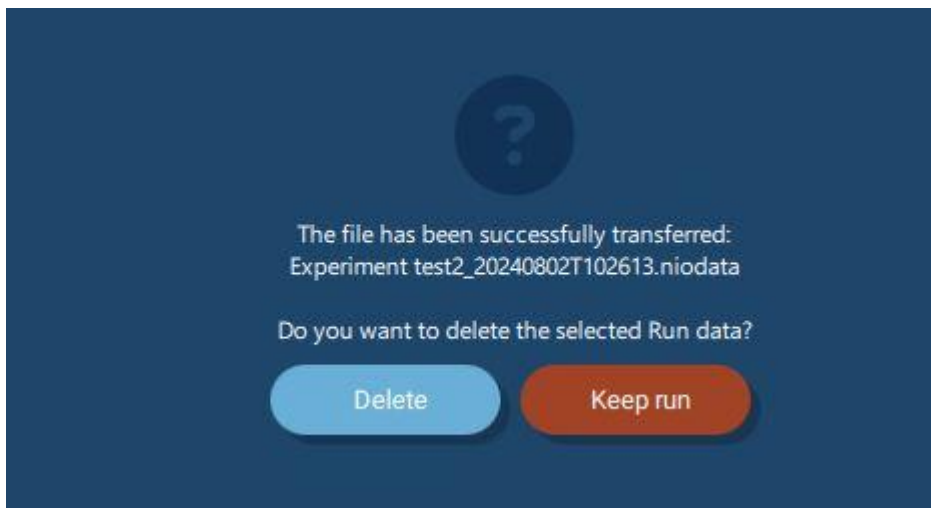 ?
The file has been successfully transferred:
Experiment test2_20240802T102613.niodata
Do you want to delete the selected Run data?
Delete
Keep run